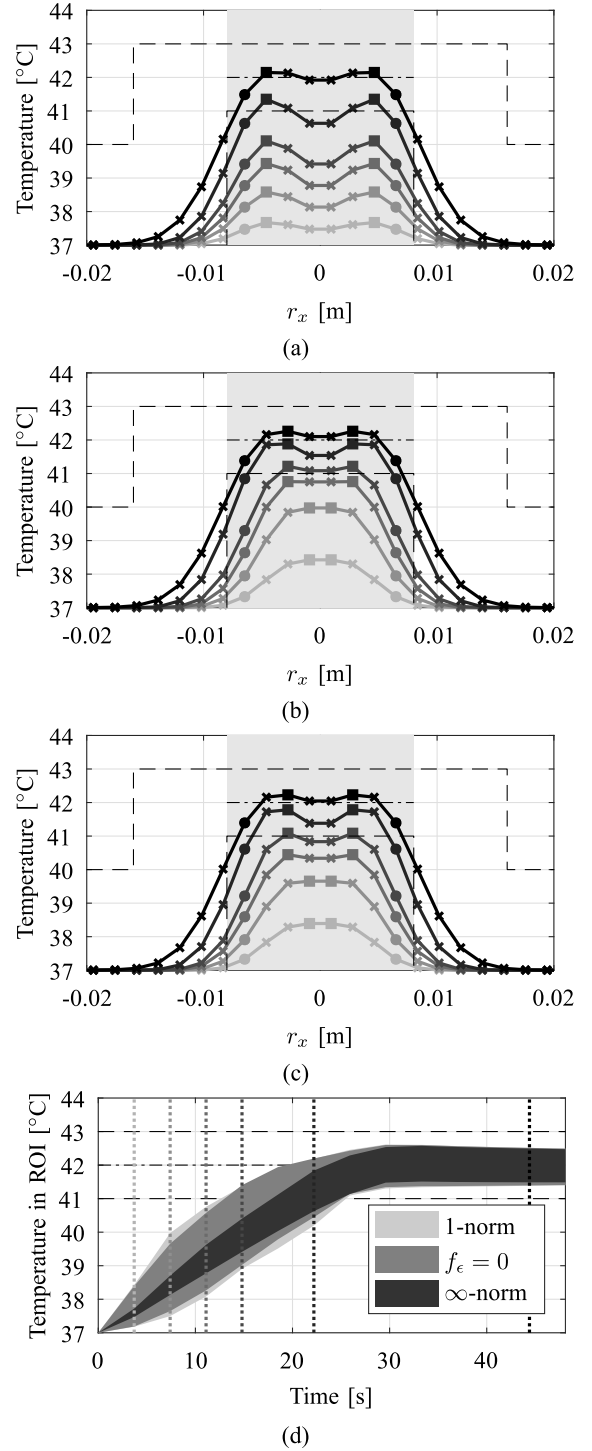 44
43
42
41
40
39
38
37
Temperature [°C]
-0.02 -0.01 0 0.01 0.02
r_x [m]
(a)
44
43
42
41
40
39
38
37
Temperature [°C]
-0.02 -0.01 0 0.01 0.02
r_x [m]
(b)
44
43
42
41
40
39
38
37
Temperature [°C]
-0.02 -0.01 0 0.01 0.02
r_x [m]
(c)
44
43
42
41
40
39
38
37
Temperature in ROI [°C]
1-norm
f_ϵ = 0
∞-norm
0 10 20 30 40
Time [s]
(d)